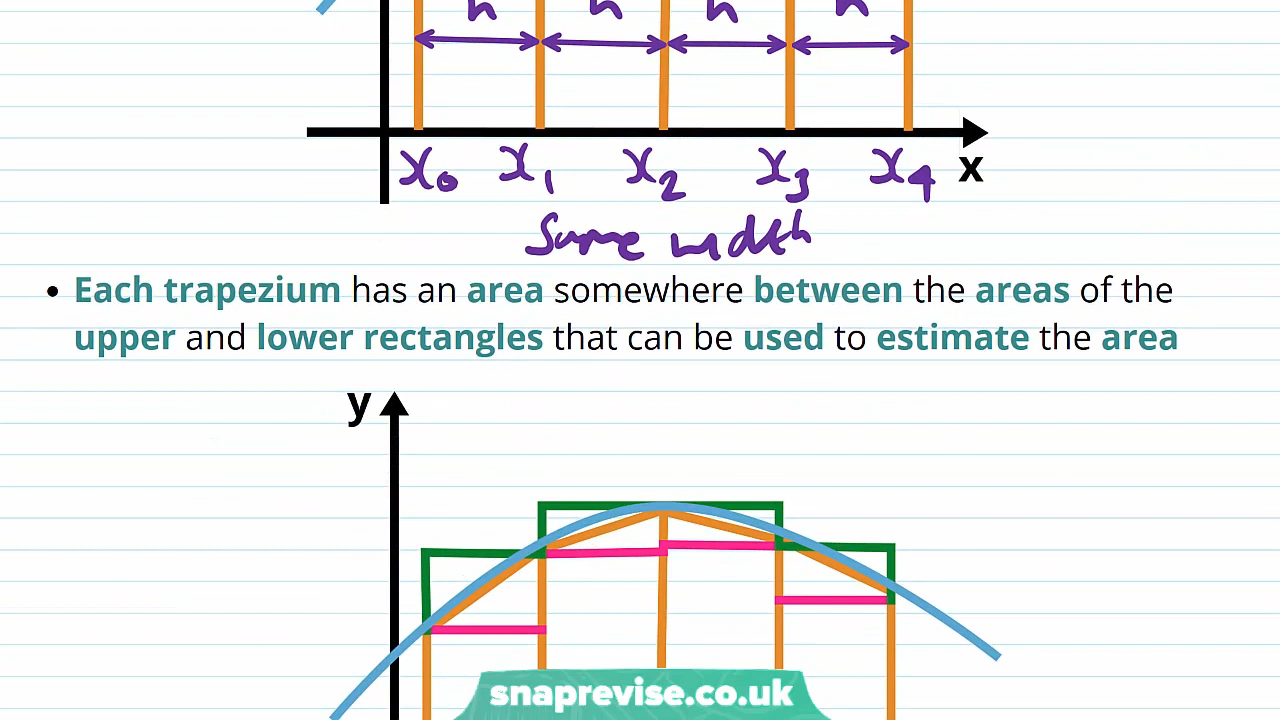 h h h h
x₀ x₁ x₂ x₃ x₄ x
Same width
• Each trapezium has an area somewhere between the areas of the
upper and lower rectangles that can be used to estimate the area
y
snaprevise.co.uk